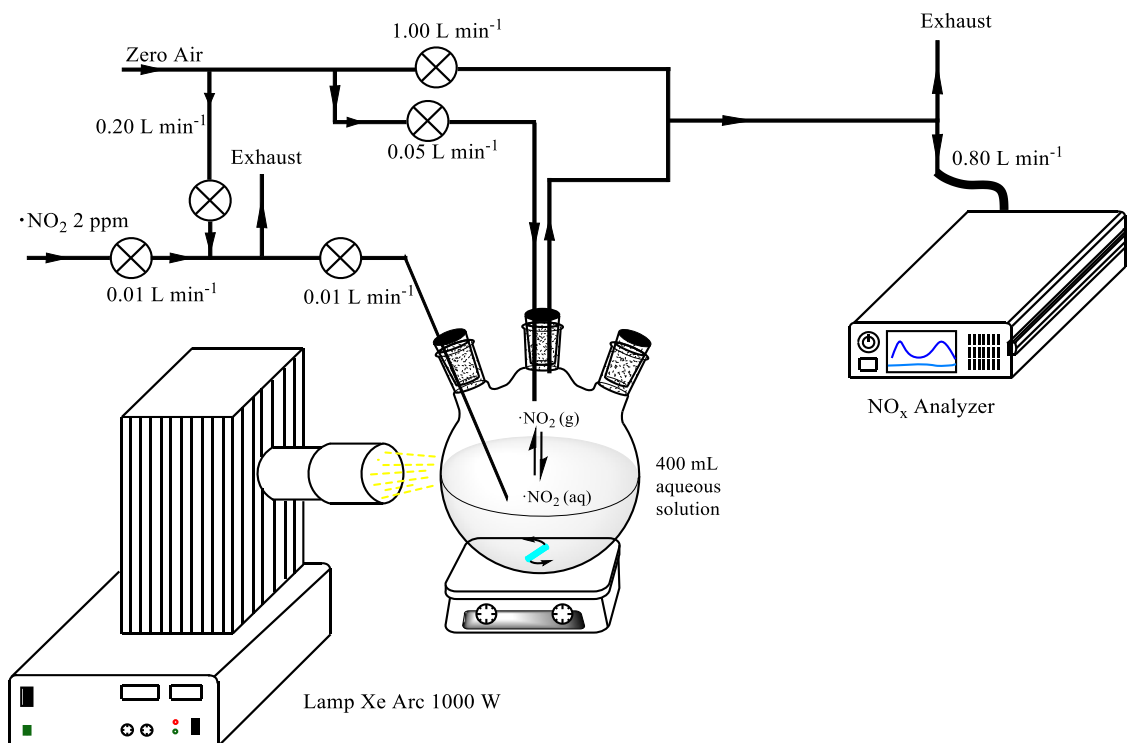 Exhaust
1.00 L min⁻¹
Zero Air
0.20 L min⁻¹
0.05 L min⁻¹
Exhaust
0.80 L min⁻¹
·NO₂ 2 ppm
0.01 L min⁻¹
0.01 L min⁻¹
NOₓ Analyzer
·NO₂ (g)
·NO₂ (aq)
400 mL
aqueous
solution
Lamp Xe Arc 1000 W